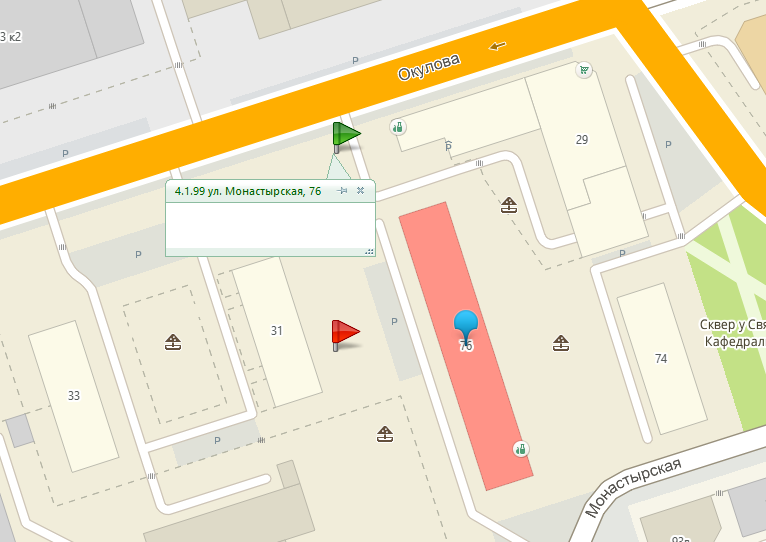 3 к2
Окулова
P
P
29
б
P
4.1.99 ул. Монастырская, 76
P
P
P
31
76
33
74
Сквер у Свя
Кафедрал
P
Монастырская